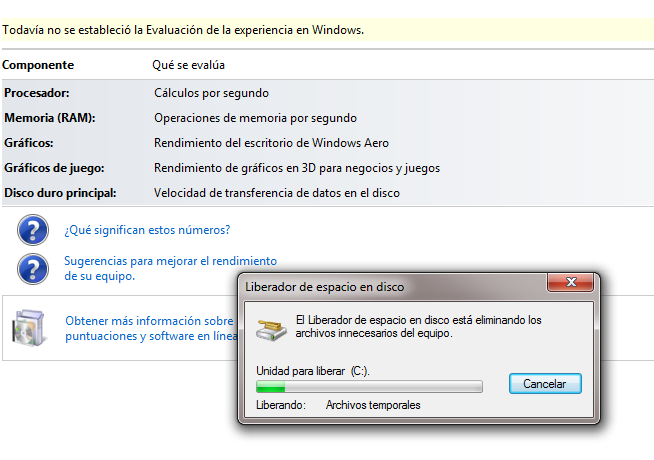 Todavía no se estableció la Evaluación de la experiencia en Windows.
Componente Qué se evalúa
Procesador: Cálculos por segundo
Memoria (RAM): Operaciones de memoria por segundo
Gráficos: Rendimiento del escritorio de Windows Aero
Gráficos de juego: Rendimiento de gráficos en 3D para negocios y juegos
Disco duro principal: Velocidad de transferencia de datos en el disco
¿Qué significan estos números?
Sugerencias para mejorar el rendimiento
de su equipo.
Obtener más información sobre
puntuaciones y software en línea
Liberador de espacio en disco
El Liberador de espacio en disco está eliminando los
archivos innecesarios del equipo.
Unidad para liberar (C:).
Cancelar
Liberando: Archivos temporales